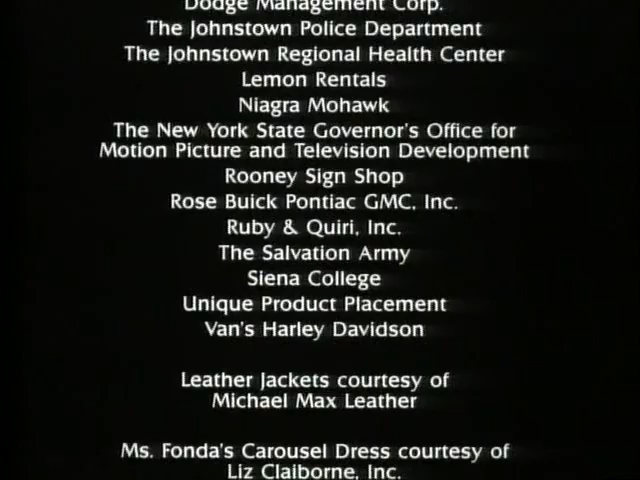 Dodge Management Corp.
The Johnstown Police Department
The Johnstown Regional Health Center
Lemon Rentals
Niagra Mohawk
The New York State Governor's Office for
Motion Picture and Television Development
Rooney Sign Shop
Rose Buick Pontiac GMC, Inc.
Ruby & Quiri, Inc.
The Salvation Army
Siena College
Unique Product Placement
Van's Harley Davidson
Leather Jackets courtesy of
Michael Max Leather
Ms. Fonda's Carousel Dress courtesy of
Liz Claiborne, Inc.